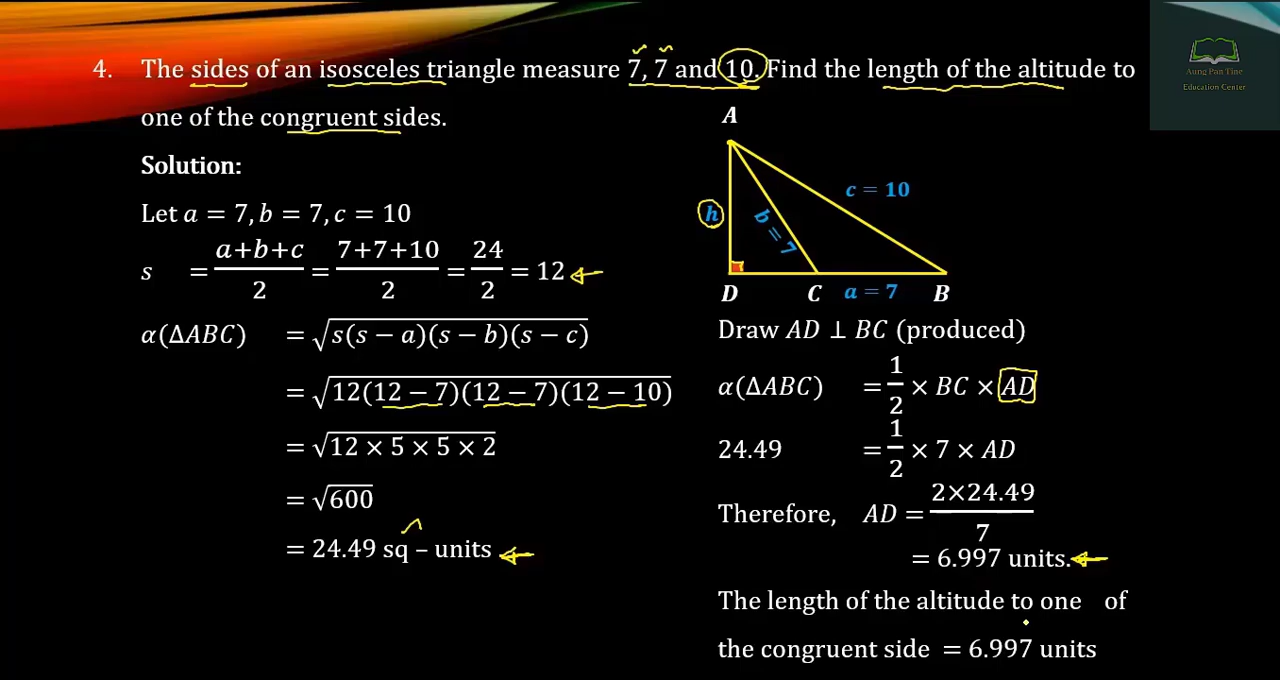 Aung Pan Tine
Education Center
4. The sides of an isosceles triangle measure 7, 7 and 10. Find the length of the altitude to
one of the congruent sides.
Solution:
Let a = 7, b = 7, c = 10
s = (a+b+c)/2 = (7+7+10)/2 = 24/2 = 12
α(ΔABC) = √(s(s − a)(s − b)(s − c))
= √(12(12 − 7)(12 − 7)(12 − 10))
= √(12 × 5 × 5 × 2)
= √600
= 24.49 sq – units
A
c = 10
h
b = 7
D C a = 7 B
Draw AD ⊥ BC (produced)
α(ΔABC) = 1/2 × BC × AD
24.49 = 1/2 × 7 × AD
Therefore, AD = (2×24.49)/7
= 6.997 units.
The length of the altitude to one of
the congruent side = 6.997 units